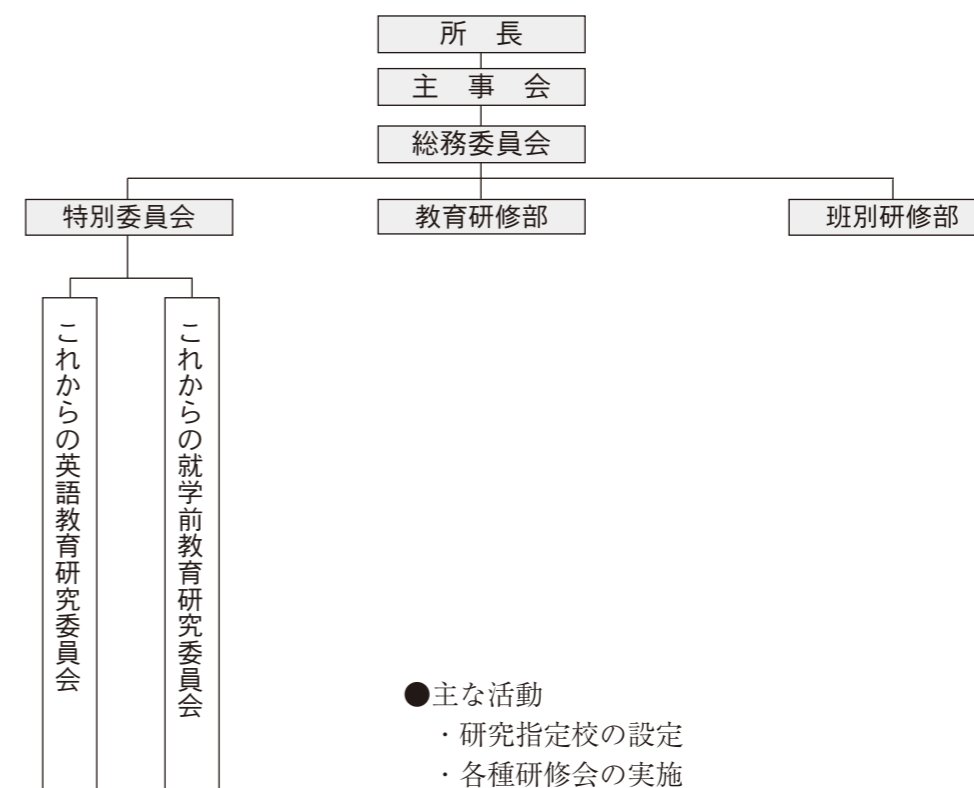 所　長
主　事　会
総務委員会
特別委員会
教育研修部
班別研修部
これからの英語教育研究委員会
これからの就学前教育研究委員会
●主な活動
・研究指定校の設定
・各種研修会の実施